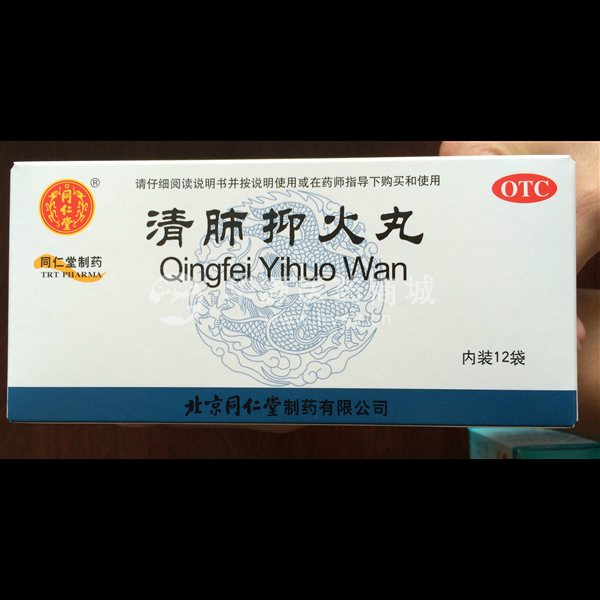 请仔细阅读说明书并按说明使用或在药师指导下购买和使用
同仁堂
®
OTC
清肺抑火丸
同仁堂制药
TRT PHARMA
Qingfei Yihuo Wan
内装12袋
北京同仁堂制药有限公司